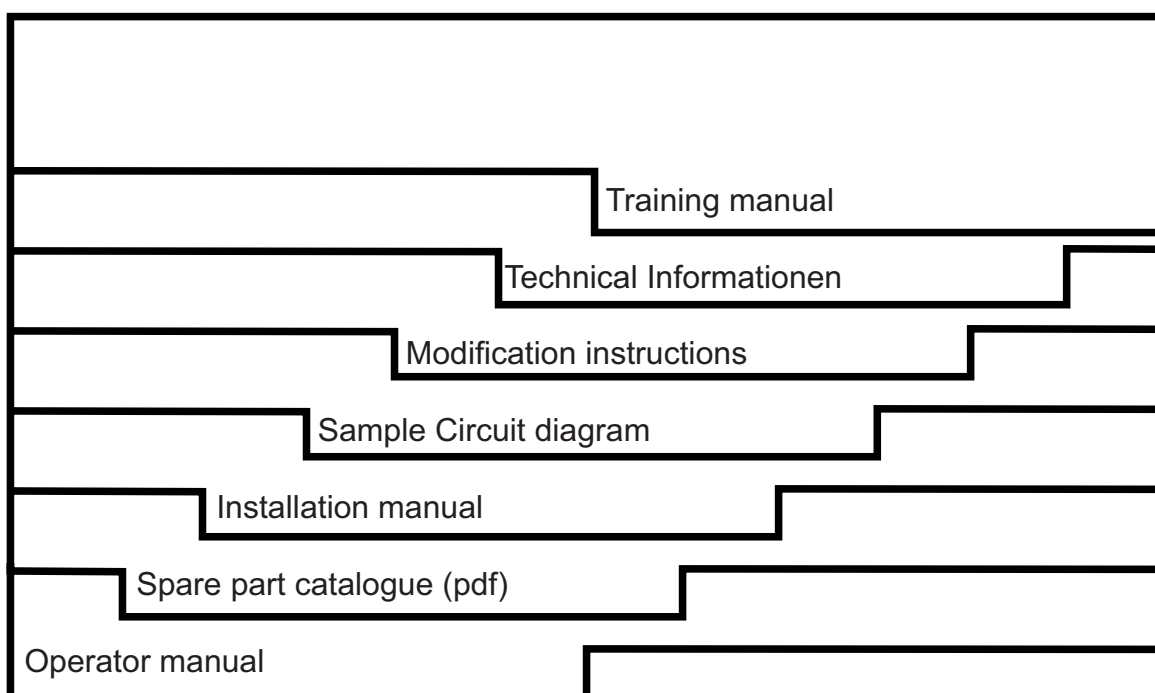 Training manual
Technical Informationen
Modification instructions
Sample Circuit diagram
Installation manual
Spare part catalogue (pdf)
Operator manual